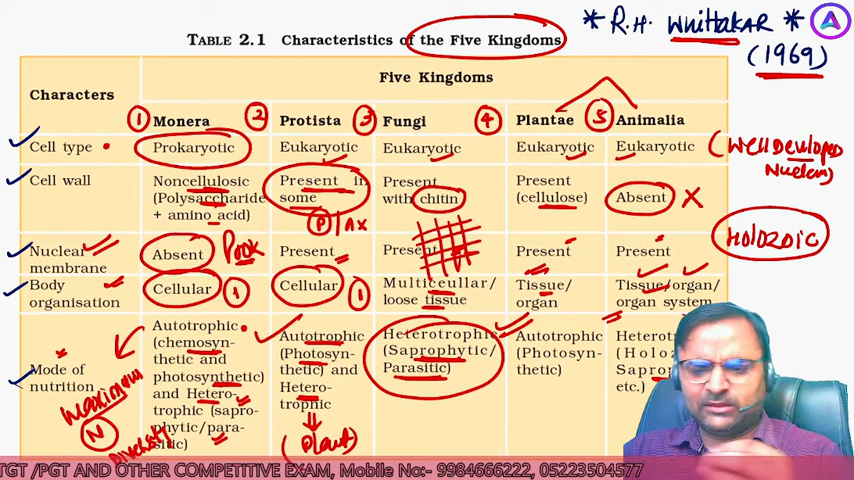 * R.H. Whittakar *
(1969)
TABLE 2.1 Characteristics of the Five Kingdoms
Five Kingdoms
Characters
① Monera
② Protista
③ Fungi
④ Plantae
⑤ Animalia
Cell type
Prokaryotic
Eukaryotic
Eukaryotic
Eukaryotic
Eukaryotic
(Well developed
Nucleus)
Cell wall
Noncellulosic
(Polysaccharide
+ amino acid)
Present in
some
Present
with chitin
Present
(cellulose)
Absent X
HOLOZOIC
Nuclear
membrane
Absent
Present
Present
Present
Present
Body
organisation
Cellular ①
Cellular ①
Multiceullar/
loose tissue
Tissue/
organ
Tissue/organ/
organ system
Mode of
nutrition
Autotrophic
(chemosyn-
thetic and
photosynthetic)
and Hetero-
trophic (sapro-
phytic/para-
sitic)
Autotrophic
(Photosyn-
thetic) and
Hetero-
trophic
(Plant)
Heterotrophic
(Saprophytic/
Parasitic)
Autotrophic
(Photosyn-
thetic)
etc.)
Maximum
N
TGT /PGT AND OTHER COMPETITIVE EXAM, Mobile No:- 9984666222, 05223504577